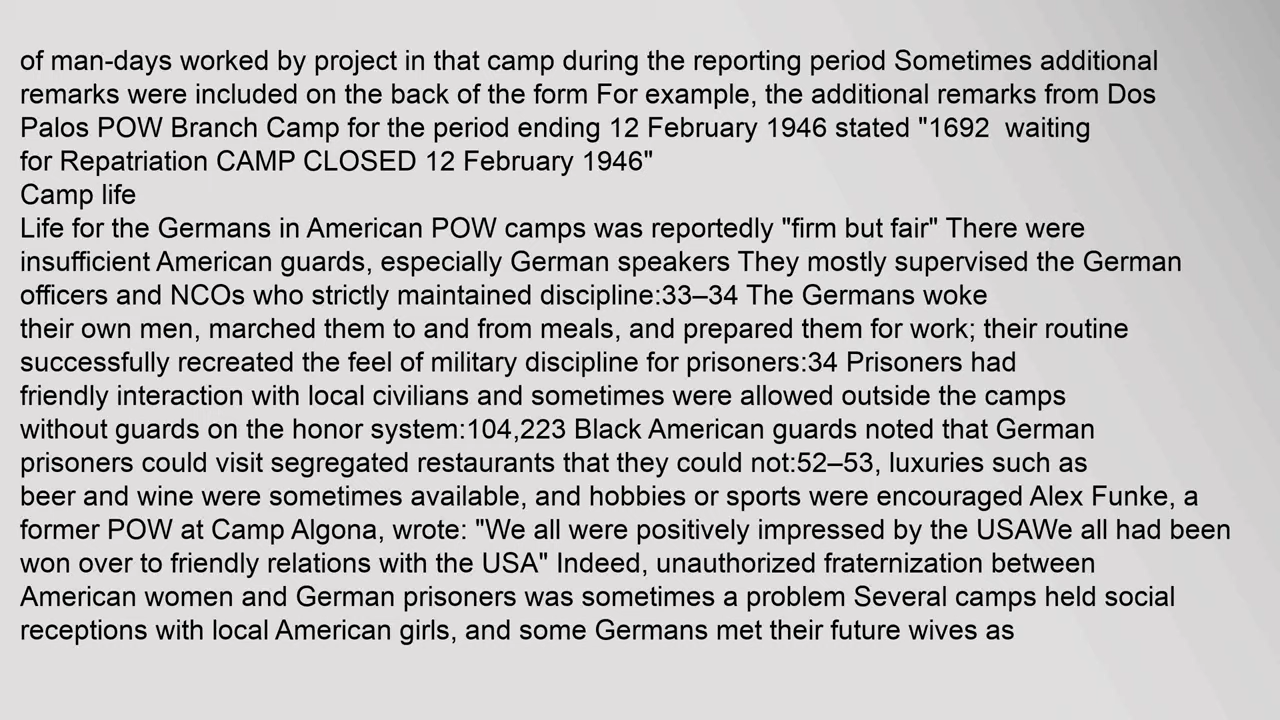 of man-days worked by project in that camp during the reporting period Sometimes additional
remarks were included on the back of the form For example, the additional remarks from Dos
Palos POW Branch Camp for the period ending 12 February 1946 stated "1692  waiting
for Repatriation CAMP CLOSED 12 February 1946"
Camp life
Life for the Germans in American POW camps was reportedly "firm but fair" There were
insufficient American guards, especially German speakers They mostly supervised the German
officers and NCOs who strictly maintained discipline:33–34 The Germans woke
their own men, marched them to and from meals, and prepared them for work; their routine
successfully recreated the feel of military discipline for prisoners:34 Prisoners had
friendly interaction with local civilians and sometimes were allowed outside the camps
without guards on the honor system:104,223 Black American guards noted that German
prisoners could visit segregated restaurants that they could not:52–53, luxuries such as
beer and wine were sometimes available, and hobbies or sports were encouraged Alex Funke, a
former POW at Camp Algona, wrote: "We all were positively impressed by the USAWe all had been
won over to friendly relations with the USA" Indeed, unauthorized fraternization between
American women and German prisoners was sometimes a problem Several camps held social
receptions with local American girls, and some Germans met their future wives as